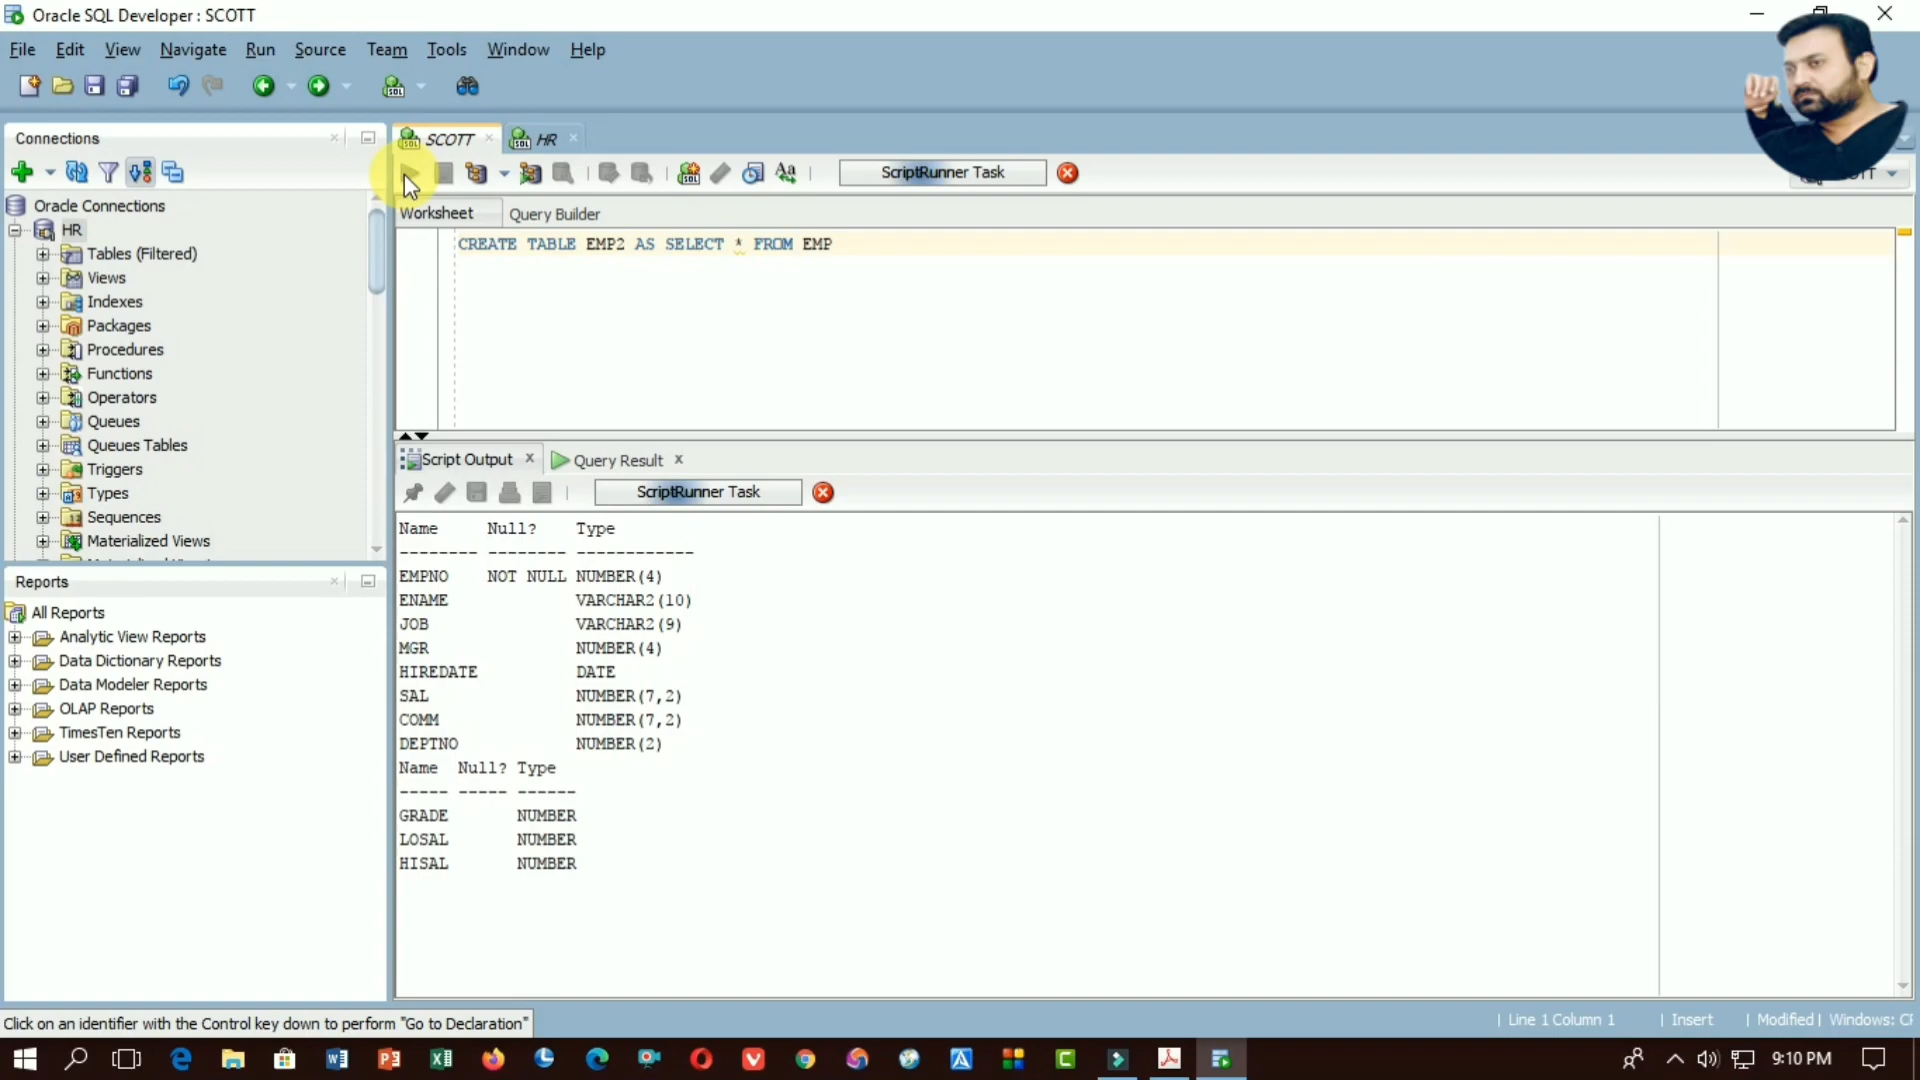 Oracle SQL Developer : SCOTT
File Edit View Navigate Run Source Team Tools Window Help
Connections
SCOTT
HR
ScriptRunner Task
Worksheet
Query Builder
Oracle Connections
HR
Tables (Filtered)
Views
Indexes
Packages
Procedures
Functions
Operators
Queues
Queues Tables
Triggers
Types
Sequences
Materialized Views
CREATE TABLE EMP2 AS SELECT * FROM EMP
Script Output
Query Result
ScriptRunner Task
Name Null? Type
-------- -------- ------------
EMPNO NOT NULL NUMBER(4)
ENAME VARCHAR2(10)
JOB VARCHAR2(9)
MGR NUMBER(4)
HIREDATE DATE
SAL NUMBER(7,2)
COMM NUMBER(7,2)
DEPTNO NUMBER(2)
Name Null? Type
----- ----- ------
GRADE NUMBER
LOSAL NUMBER
HISAL NUMBER
Reports
All Reports
Analytic View Reports
Data Dictionary Reports
Data Modeler Reports
OLAP Reports
TimesTen Reports
User Defined Reports
Click on an identifier with the Control key down to perform "Go to Declaration"
| Line 1 Column 1 | Insert | Modified | Windows:
9:10 PM